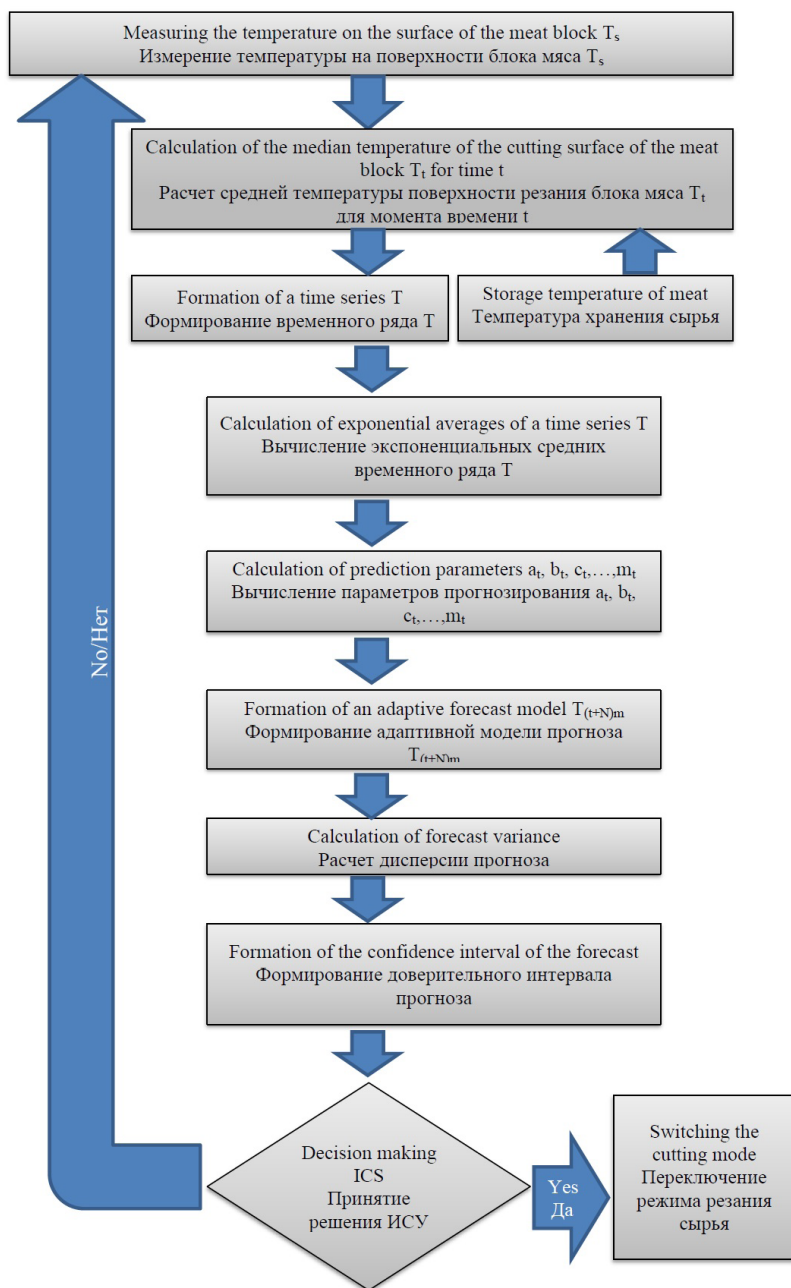 Measuring the temperature on the surface of the meat block Tₛ
Измерение температуры на поверхности блока мяса Tₛ
Calculation of the median temperature of the cutting surface of the meat
block Tₜ for time t
Расчет средней температуры поверхности резания блока мяса Tₜ
для момента времени t
Formation of a time series T
Формирование временного ряда T
Storage temperature of meat
Температура хранения сырья
Calculation of exponential averages of a time series T
Вычисление экспоненциальных средних
временного ряда T
Calculation of prediction parameters aₜ, bₜ, cₜ,…,mₜ
Вычисление параметров прогнозирования aₜ, bₜ,
cₜ,…,mₜ
Formation of an adaptive forecast model T₍ₜ₊N₎ₘ
Формирование адаптивной модели прогноза
T₍ₜ₊N₎ₘ
Calculation of forecast variance
Расчет дисперсии прогноза
Formation of the confidence interval of the forecast
Формирование доверительного интервала
прогноза
Decision making
ICS
Принятие
решения ИСУ
Yes
Да
Switching the
cutting mode
Переключение
режима резания
сырья
No/Нет